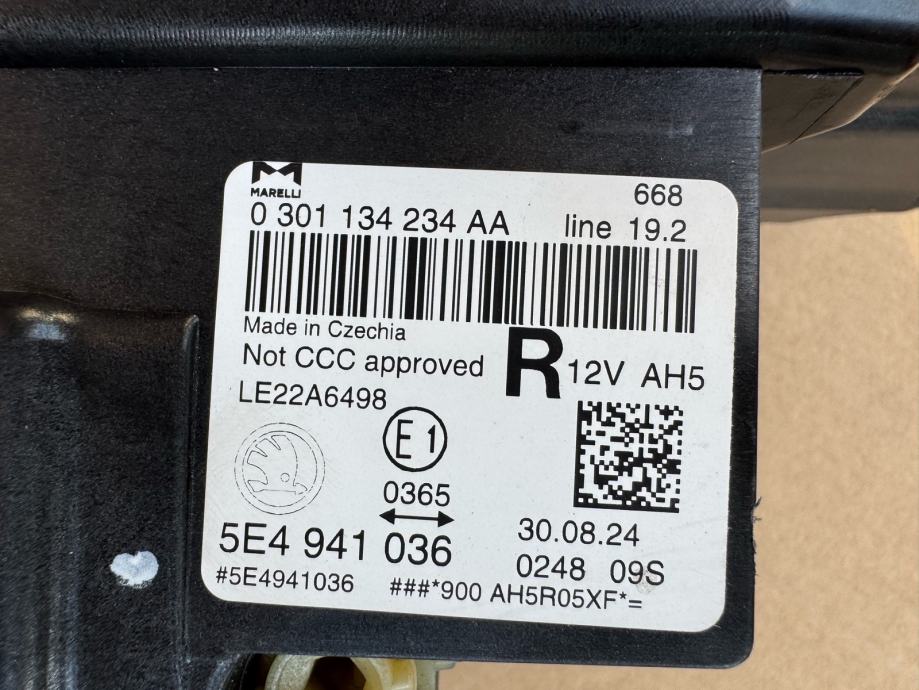 MARELLI
668
0 301 134 234 AA
line 19.2
Made in Czechia
Not CCC approved
R 12V AH5
LE22A6498
E1
0365
30.08.24
5E4 941 036
0248 09S
#5E4941036
###*900 AH5R05XF*=